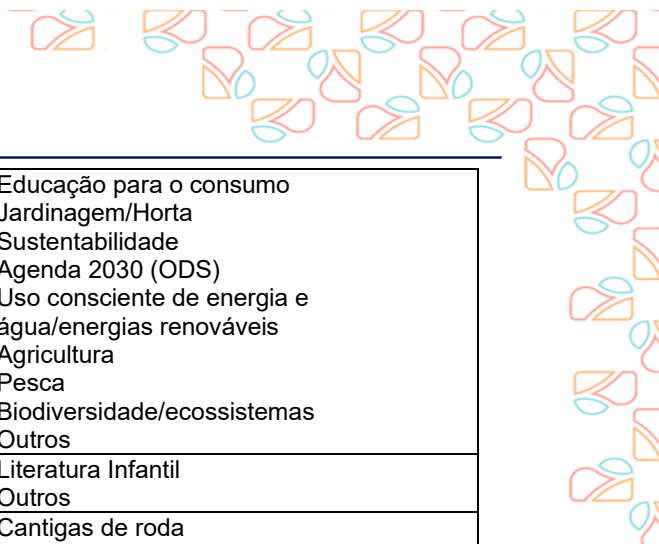 Educação para o consumo
Jardinagem/Horta
Sustentabilidade
Agenda 2030 (ODS)
Uso consciente de energia e
água/energias renováveis
Agricultura
Pesca
Biodiversidade/ecossistemas
Outros
Literatura Infantil
Outros
Cantigas de roda